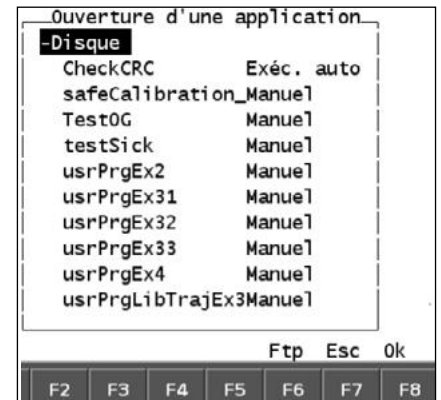 Ouverture d'une application
-Disque
CheckCRC Exéc. auto
safeCalibration_Manuel
TestOG Manuel
testSick Manuel
usrPrgEx2 Manuel
usrPrgEx31 Manuel
usrPrgEx32 Manuel
usrPrgEx33 Manuel
usrPrgEx4 Manuel
usrPrgLibTrajEx3Manuel
Ftp Esc Ok
F2 F3 F4 F5 F6 F7 F8